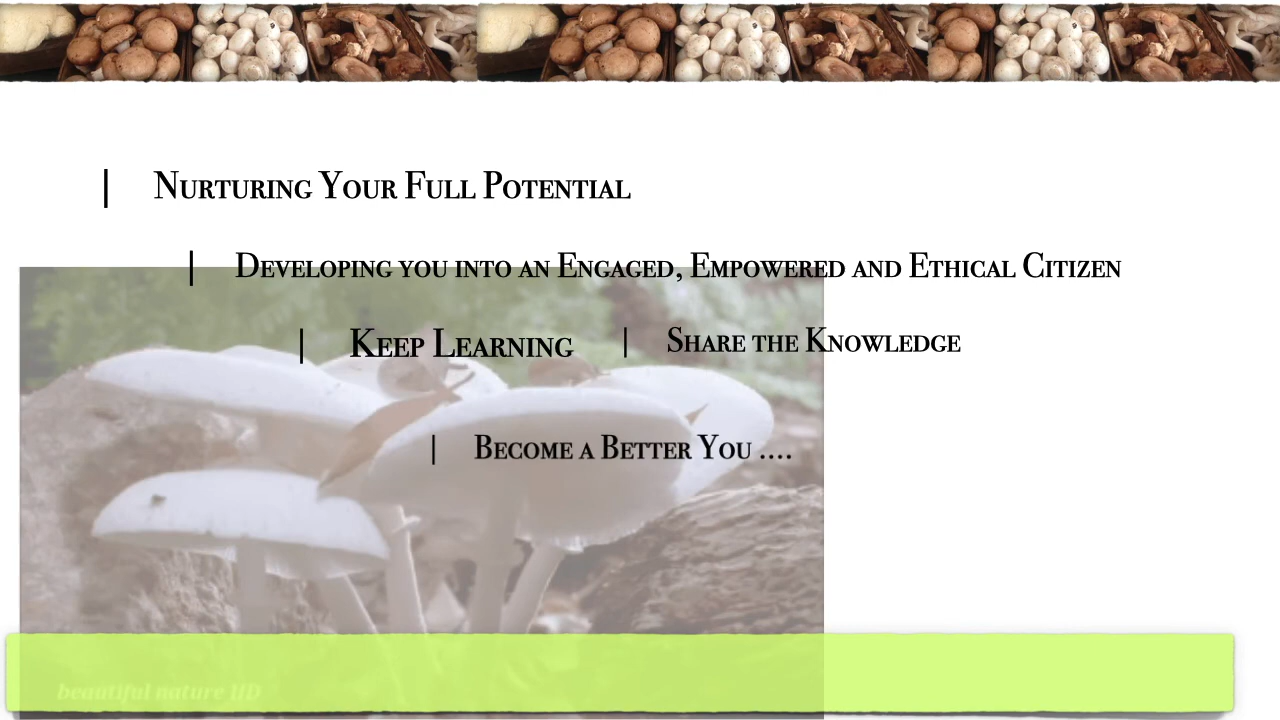 | Nurturing Your Full Potential
| Developing you into an Engaged, Empowered and Ethical Citizen
| Keep Learning | Share the Knowledge
| Become a Better You ....
beautiful nature UD